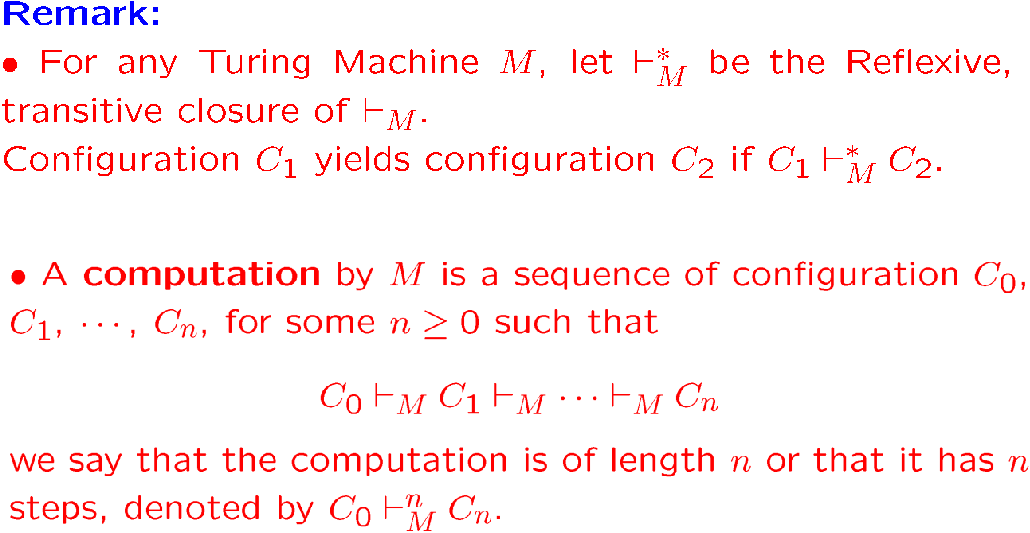 Remark:
• For any Turing Machine $M$, let $\vdash_M^*$ be the Reflexive,
transitive closure of $\vdash_M$.
Configuration $C_1$ yields configuration $C_2$ if $C_1 \vdash_M^* C_2$.
• A computation by $M$ is a sequence of configuration $C_0$,
$C_1$, $\cdots$, $C_n$, for some $n \geq 0$ such that
$C_0 \vdash_M C_1 \vdash_M \cdots \vdash_M C_n$
we say that the computation is of length $n$ or that it has $n$
steps, denoted by $C_0 \vdash_M^n C_n$.